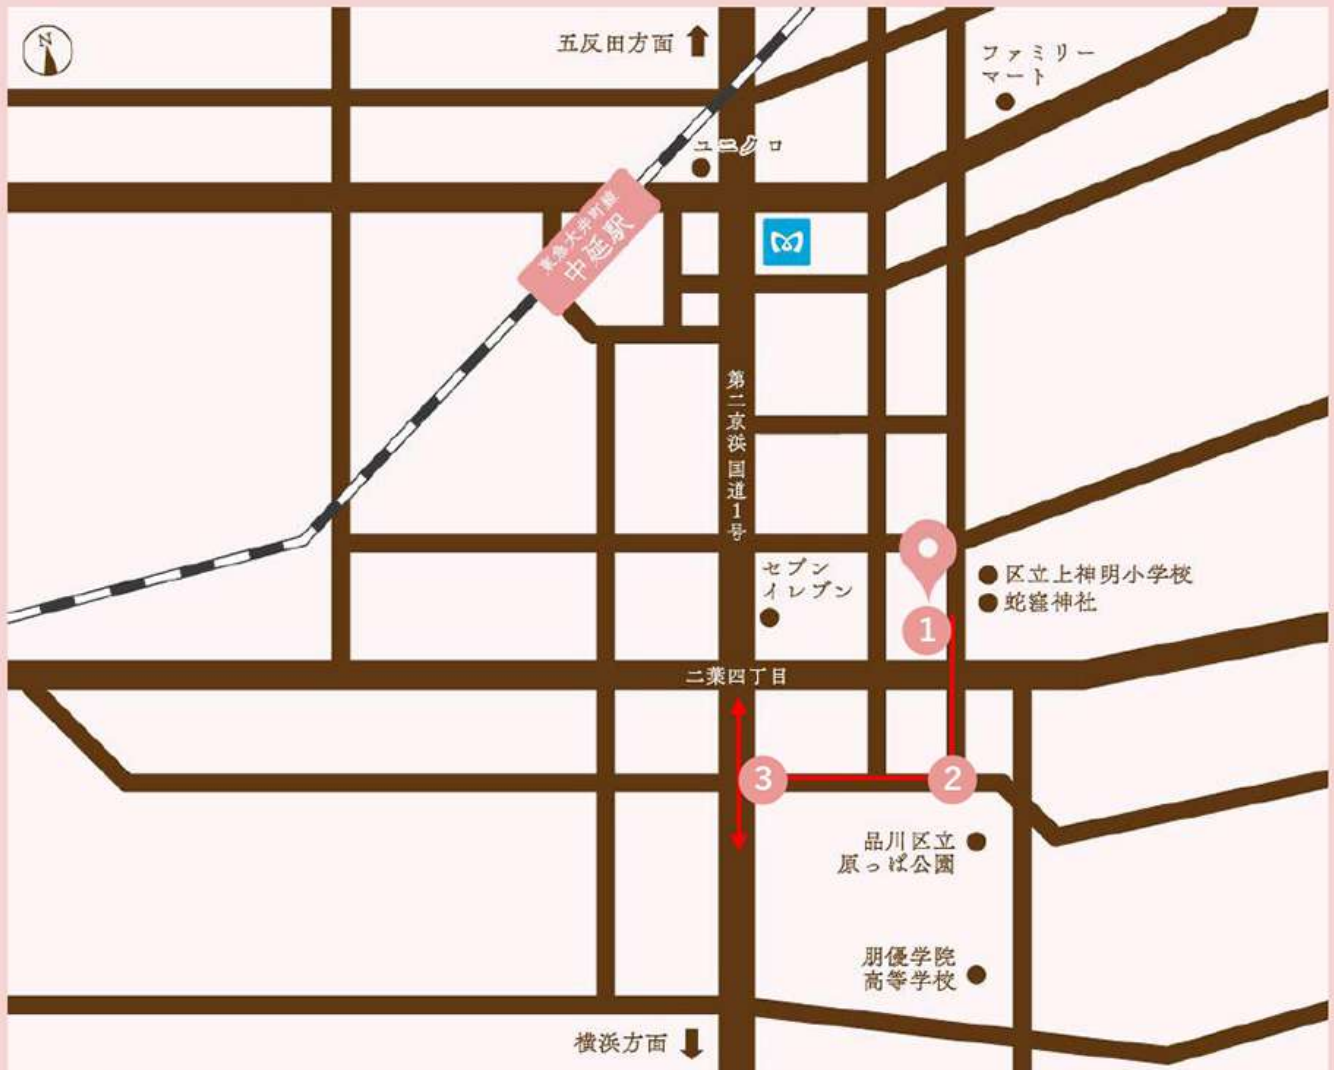 N
五反田方面
ファミリー
マート
ユニクロ
東急大井町線
中延駅
第二京浜 国道1号
セブン
イレブン
区立上神明小学校
蛇窪神社
1
二葉四丁目
3
2
品川区立
原っぱ公園
朋優学院
高等学校
横浜方面